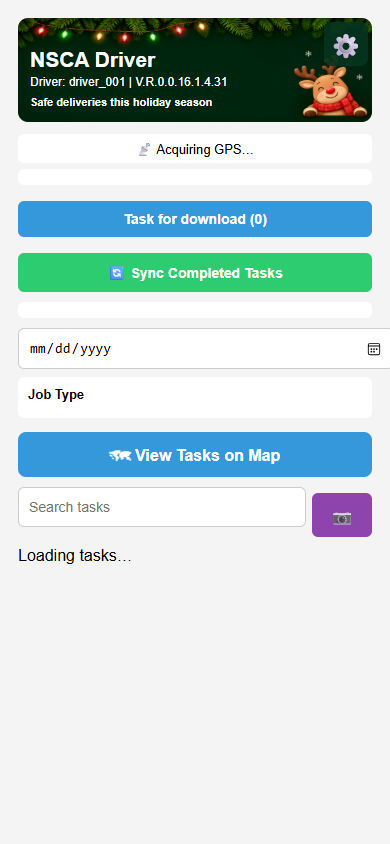 NSCA Driver
Driver: driver_001 | V.R.0.0.16.1.4.31
Safe deliveries this holiday season
Acquiring GPS...
Task for download (0)
Sync Completed Tasks
mm/dd/yyyy
Job Type
View Tasks on Map
Search tasks
Loading tasks...